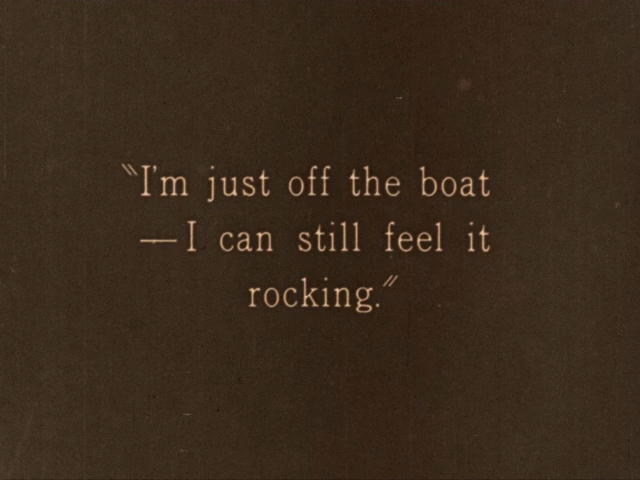 "I'm just off the boat
— I can still feel it
rocking."